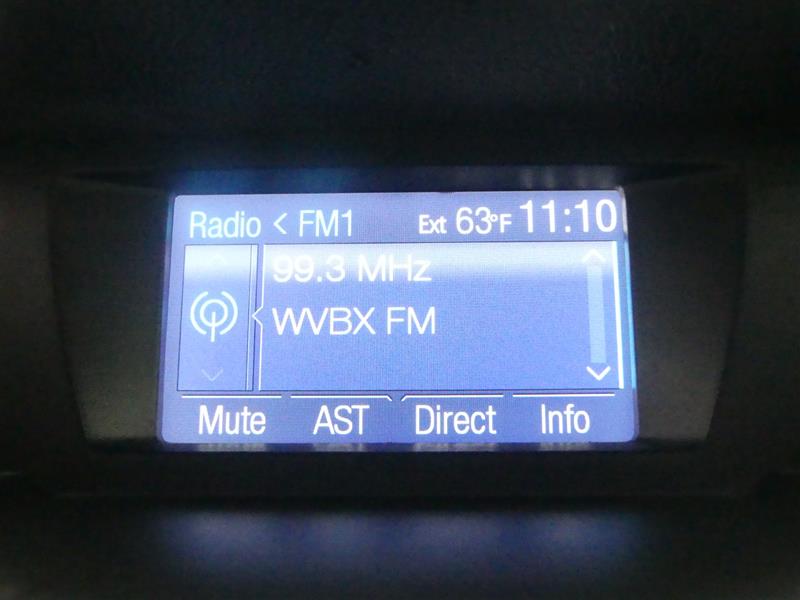 Radio < FM1 Ext 63°F 11:10
99.3 MHz
WVBX FM
Mute AST Direct Info